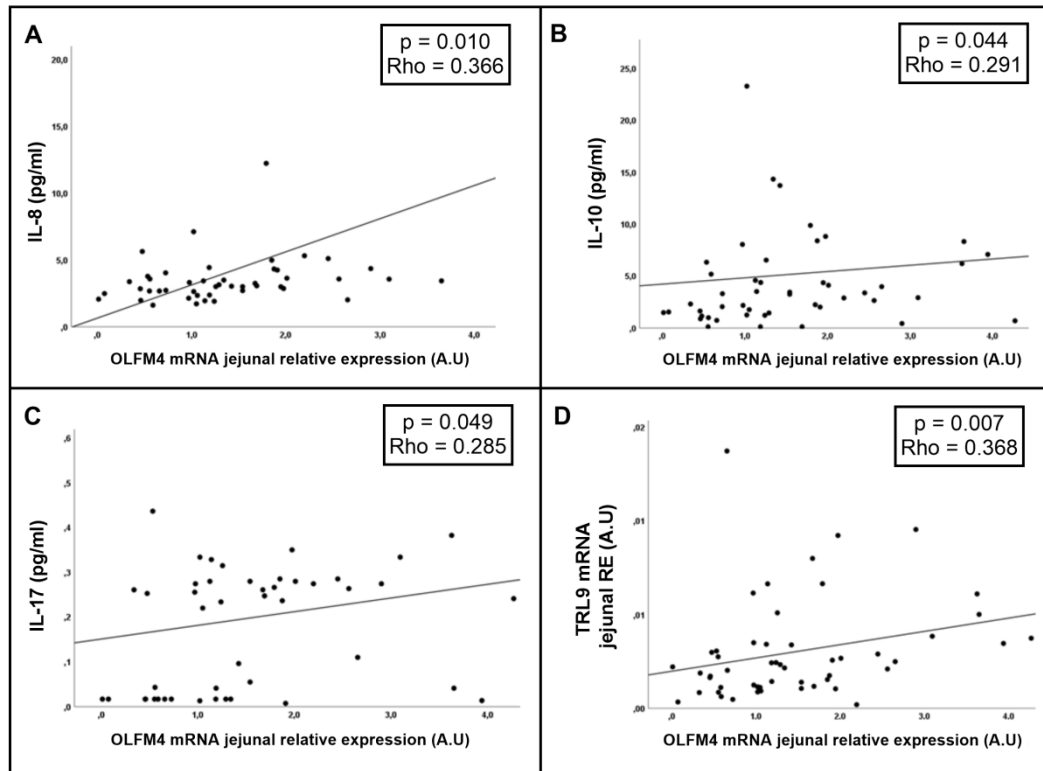 A
p = 0.010
Rho = 0.366
IL-8 (pg/ml)
20,0
15,0
10,0
5,0
,0
,0 1,0 2,0 3,0 4,0
OLFM4 mRNA jejunal relative expression (A.U)
B
p = 0.044
Rho = 0.291
IL-10 (pg/ml)
25,0
20,0
15,0
10,0
5,0
,0
,0 1,0 2,0 3,0 4,0
OLFM4 mRNA jejunal relative expression (A.U)
C
p = 0.049
Rho = 0.285
IL-17 (pg/ml)
,6
,5
,4
,3
,2
,1
,0
,0 1,0 2,0 3,0 4,0
OLFM4 mRNA jejunal relative expression (A.U)
D
p = 0.007
Rho = 0.368
TRL9 mRNA
jejunal RE (A.U)
,02
,01
,01
,00
,0 1,0 2,0 3,0 4,0
OLFM4 mRNA jejunal relative expression (A.U)